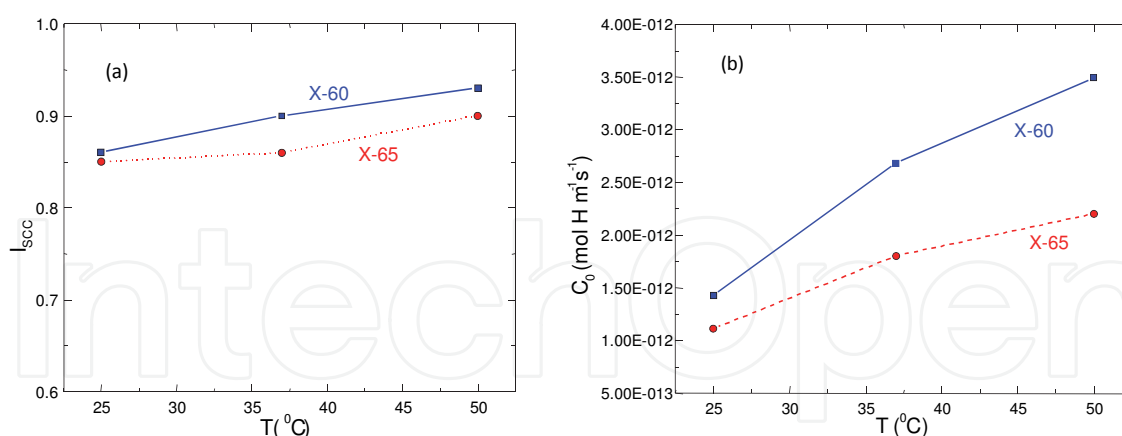 1.0
0.9
0.8
0.7
0.6
I_SCC
(a)
X-60
X-65
25 30 35 40 45 50
T( ⁰C)
4.00E-012
3.50E-012
3.00E-012
2.50E-012
2.00E-012
1.50E-012
1.00E-012
5.00E-013
C₀ (mol H m⁻¹s⁻¹)
(b)
X-60
X-65
25 30 35 40 45 50
T (⁰C)
IntechOpen